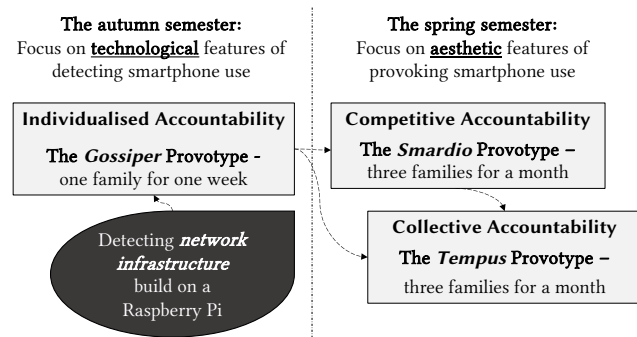 The autumn semester:
Focus on technological features of
detecting smartphone use
Individualised Accountability
The Gossiper Provotype -
one family for one week
Detecting network
infrastructure
build on a
Raspberry Pi
The spring semester:
Focus on aesthetic features of
provoking smartphone use
Competitive Accountability
The Smardio Provotype –
three families for a month
Collective Accountability
The Tempus Provotype –
three families for a month